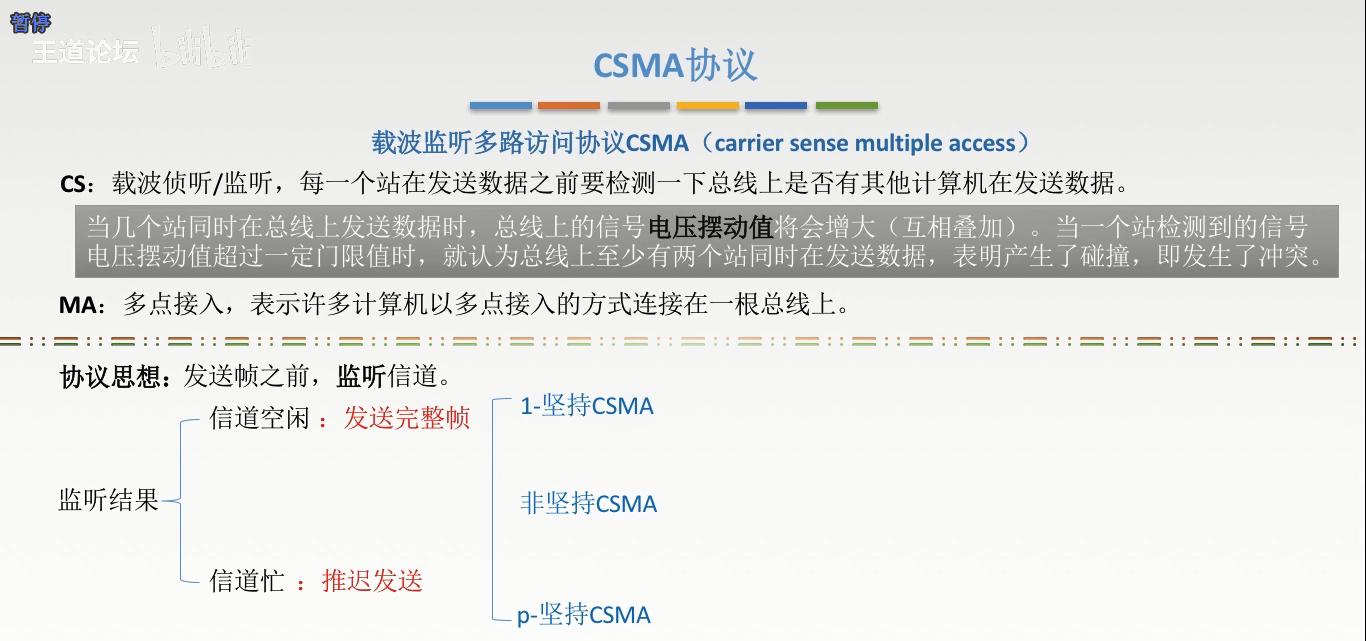 暂停
王道论坛 bilibili
CSMA协议
载波监听多路访问协议CSMA（carrier sense multiple access）
CS：载波侦听/监听，每一个站在发送数据之前要检测一下总线上是否有其他计算机在发送数据。
当几个站同时在总线上发送数据时，总线上的信号电压摆动值将会增大（互相叠加）。当一个站检测到的信号
电压摆动值超过一定门限值时，就认为总线上至少有两个站同时在发送数据，表明产生了碰撞，即发生了冲突。
MA：多点接入，表示许多计算机以多点接入的方式连接在一根总线上。
协议思想：发送帧之前，监听信道。
信道空闲：发送完整帧
1-坚持CSMA
监听结果
非坚持CSMA
信道忙：推迟发送
p-坚持CSMA